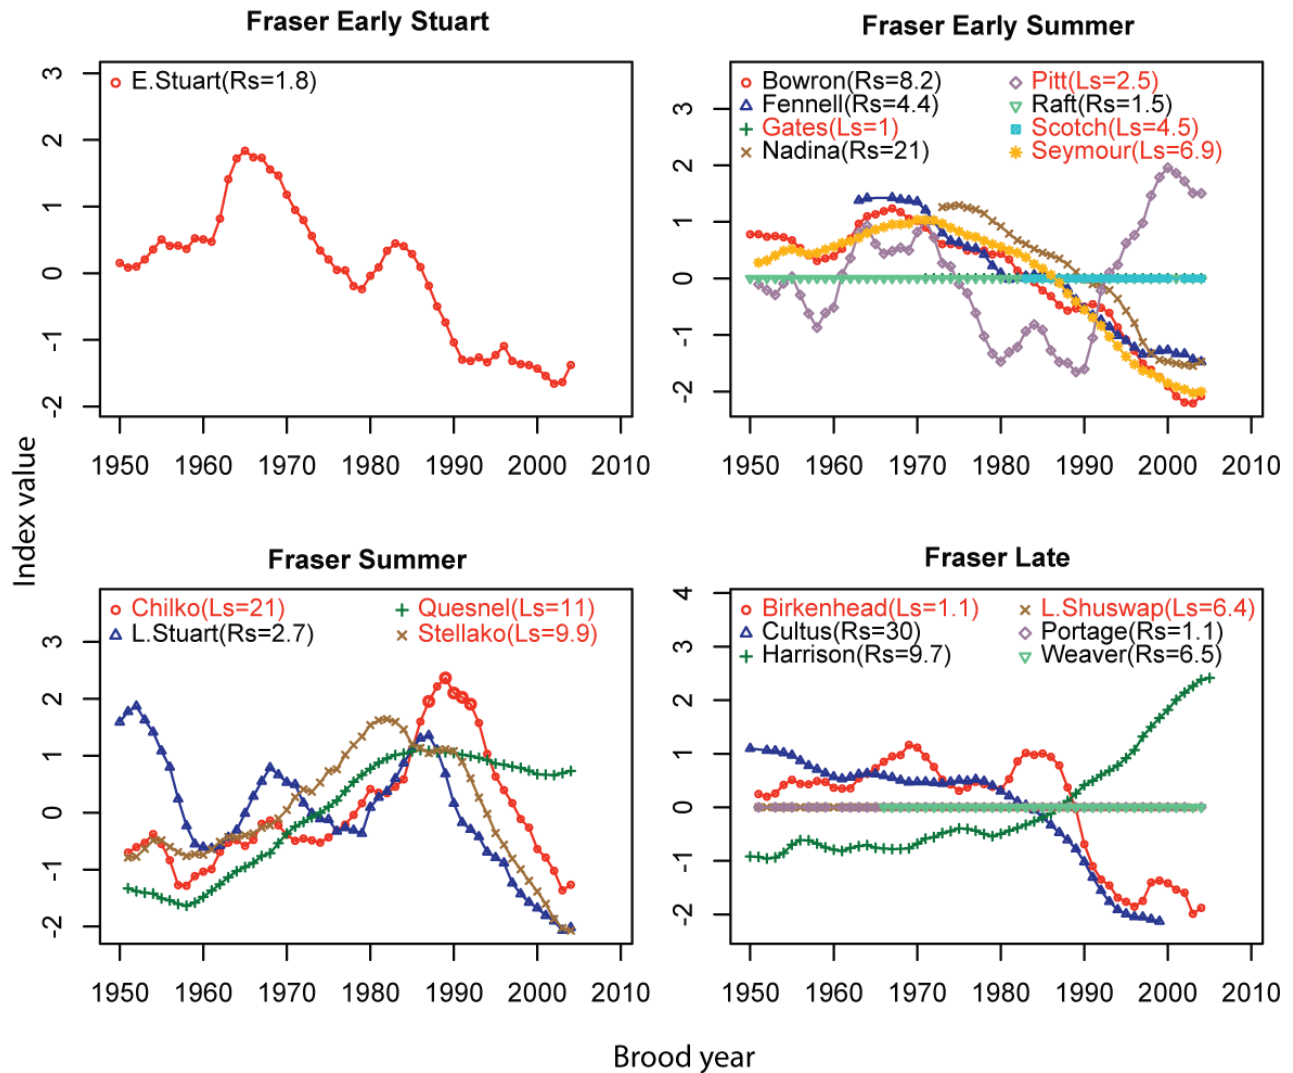 Fraser Early Stuart
E.Stuart(Rs=1.8)
3
2
1
0
-1
-2
1950 1960 1970 1980 1990 2000 2010
Fraser Early Summer
Bowron(Rs=8.2) Pitt(Ls=2.5)
Fennell(Rs=4.4) Raft(Rs=1.5)
Gates(Ls=1) Scotch(Ls=4.5)
Nadina(Rs=21) Seymour(Ls=6.9)
3
2
1
0
-1
-2
1950 1960 1970 1980 1990 2000 2010
Index value
Fraser Summer
Chilko(Ls=21) Quesnel(Ls=11)
L.Stuart(Rs=2.7) Stellako(Ls=9.9)
3
2
1
0
-1
-2
1950 1960 1970 1980 1990 2000 2010
Fraser Late
Birkenhead(Ls=1.1) L.Shuswap(Ls=6.4)
Cultus(Rs=30) Portage(Rs=1.1)
Harrison(Rs=9.7) Weaver(Rs=6.5)
4
3
2
1
0
-1
-2
1950 1960 1970 1980 1990 2000 2010
Brood year